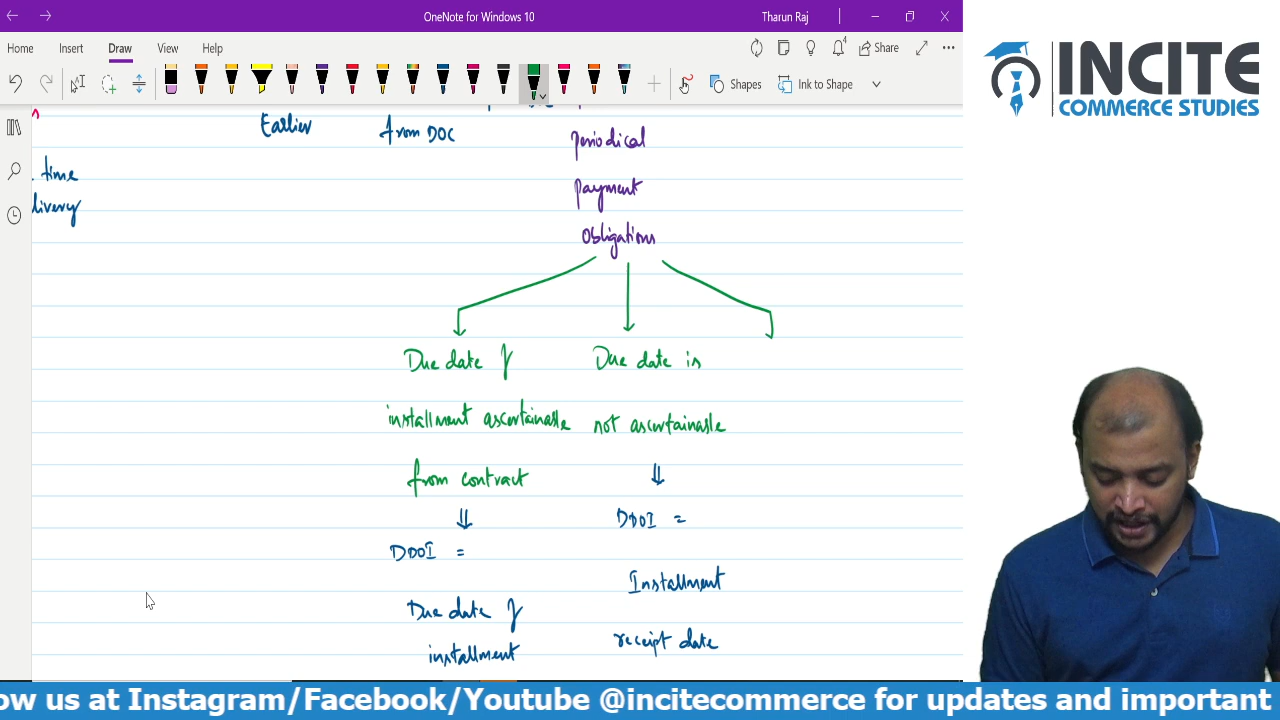 OneNote for Windows 10
Tharun Raj
Home Insert Draw View Help
4 Share
Shapes
Ink to Shape
INCITE
COMMERCE STUDIES
Earlier
from DOC
time
livery
periodical
payment
obligations
Due date of
installment ascertainable
from contract
DDOI =
Due date of
installment
Due date is
not ascertainable
DDOI =
Installment
receipt date
ow us at Instagram/Facebook/Youtube @incitecommerce for updates and important